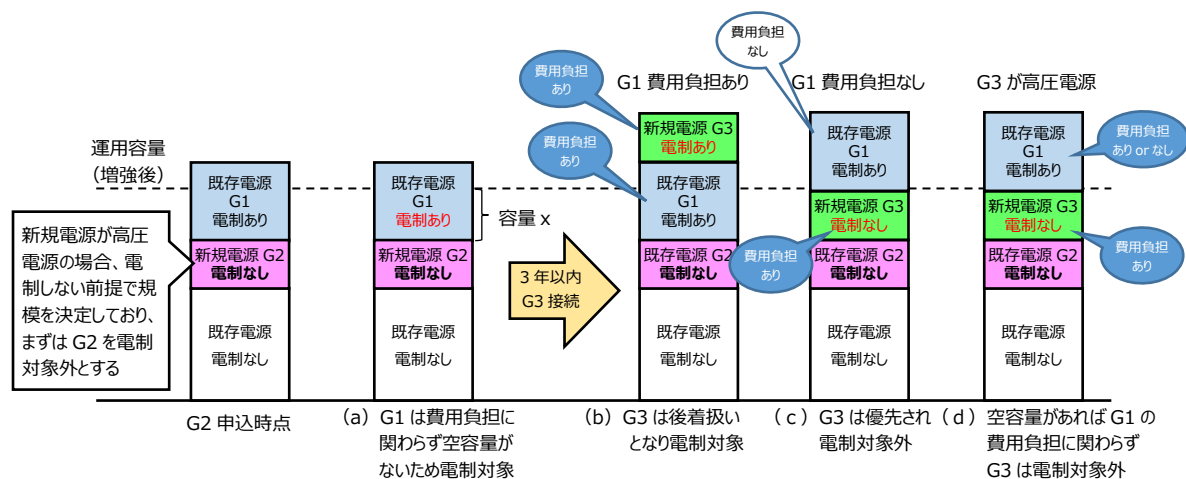 費用負担
なし
G1 費用負担あり
G1 費用負担なし
G3 が高圧電源
費用負担
あり
新規電源 G3
電制あり
費用負担
あり
既存電源
G1
電制あり
既存電源 G2
電制なし
既存電源
電制なし
既存電源
G1
電制あり
新規電源 G3
電制なし
費用負担
あり
既存電源 G2
電制なし
既存電源
電制なし
既存電源
G1
電制あり
費用負担
あり or なし
新規電源 G3
電制なし
費用負担
あり
既存電源 G2
電制なし
既存電源
電制なし
運用容量
(増強後)
既存電源
G1
電制あり
新規電源 G2
電制なし
既存電源
電制なし
既存電源
G1
電制あり
容量 x
新規電源 G2
電制なし
既存電源
電制なし
新規電源が高圧
電源の場合、電
制しない前提で規
模を決定しており、
まずは G2 を電制
対象外とする
3 年以内
G3 接続
G2 申込時点
(a) G1 は費用負担に
関わらず空容量が
ないため電制対象
(b) G3 は後着扱い
となり電制対象
(c) G3 は優先され
電制対象外
(d) 空容量があれば G1 の
費用負担に関わらず
G3 は電制対象外